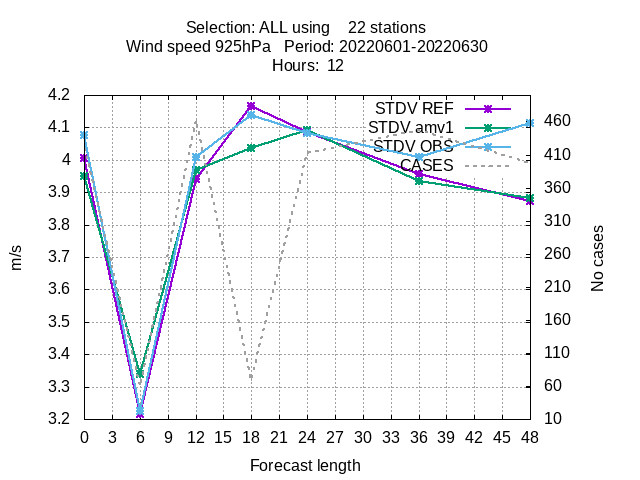 Selection: ALL using    22 stations
Wind speed 925hPa   Period: 20220601-20220630
Hours:  12
STDV REF
STDV amv1
STDV OBS
CASES
4.2
4.1
4
3.9
3.8
3.7
3.6
3.5
3.4
3.3
3.2
460
410
360
310
260
210
160
110
60
10
m/s
No cases
0 3 6 9 12 15 18 21 24 27 30 33 36 39 42 45 48
Forecast length